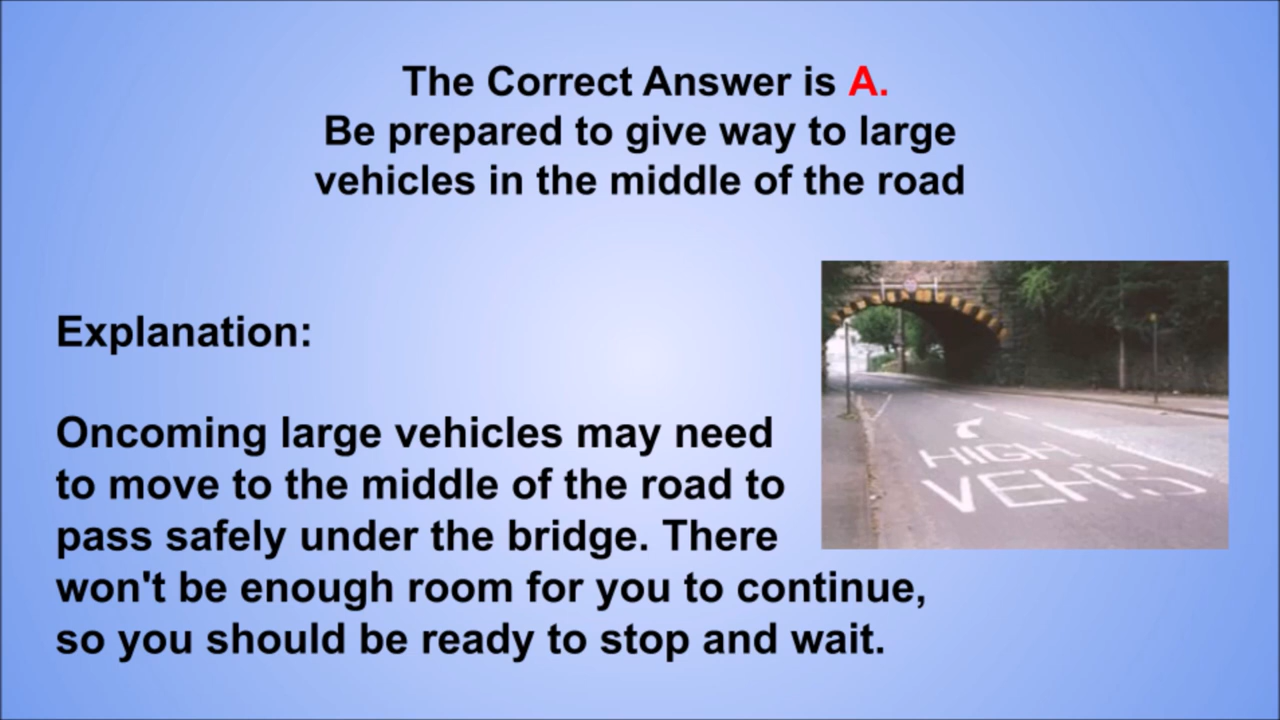 The Correct Answer is A.
Be prepared to give way to large
vehicles in the middle of the road
Explanation:
Oncoming large vehicles may need
to move to the middle of the road to
pass safely under the bridge. There
won't be enough room for you to continue,
so you should be ready to stop and wait.
HIGH
VEH'S